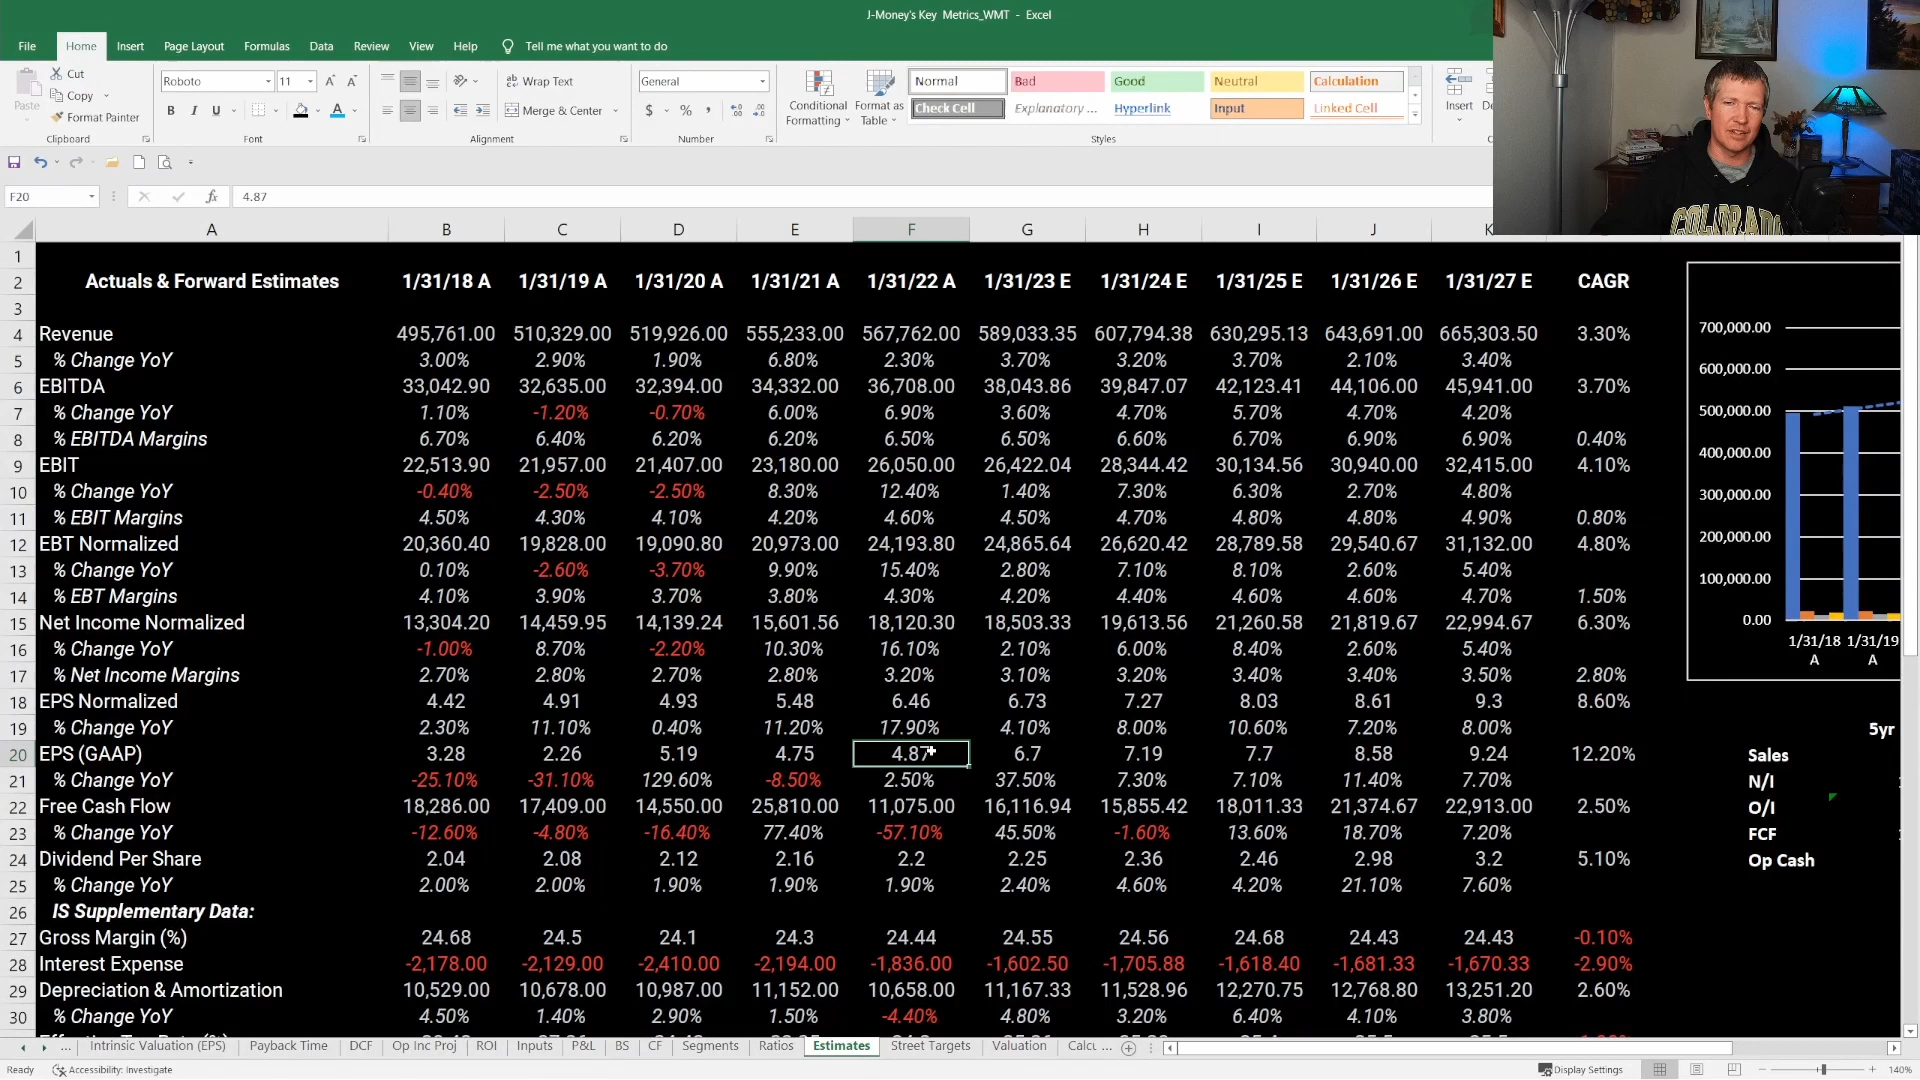 J-Money's Key Metrics_WMT - Excel
File Home Insert Page Layout Formulas Data Review View Help Tell me what you want to do
Paste Cut Copy Format Painter Clipboard
Roboto 11 B I U Font
Wrap Text Merge & Center Alignment
General $ % , Number
Conditional Formatting Format as Table
Normal Bad Good Neutral Calculation
Check Cell Explanatory ... Hyperlink Input Linked Cell
Styles
Insert
F20 fx 4.87
A B C D E F G H I J K
1
2 Actuals & Forward Estimates 1/31/18 A 1/31/19 A 1/31/20 A 1/31/21 A 1/31/22 A 1/31/23 E 1/31/24 E 1/31/25 E 1/31/26 E 1/31/27 E CAGR
3
4 Revenue 495,761.00 510,329.00 519,926.00 555,233.00 567,762.00 589,033.35 607,794.38 630,295.13 643,691.00 665,303.50 3.30%
5 % Change YoY 3.00% 2.90% 1.90% 6.80% 2.30% 3.70% 3.20% 3.70% 2.10% 3.40%
6 EBITDA 33,042.90 32,635.00 32,394.00 34,332.00 36,708.00 38,043.86 39,847.07 42,123.41 44,106.00 45,941.00 3.70%
7 % Change YoY 1.10% -1.20% -0.70% 6.00% 6.90% 3.60% 4.70% 5.70% 4.70% 4.20%
8 % EBITDA Margins 6.70% 6.40% 6.20% 6.20% 6.50% 6.50% 6.60% 6.70% 6.90% 6.90% 0.40%
9 EBIT 22,513.90 21,957.00 21,407.00 23,180.00 26,050.00 26,422.04 28,344.42 30,134.56 30,940.00 32,415.00 4.10%
10 % Change YoY -0.40% -2.50% -2.50% 8.30% 12.40% 1.40% 7.30% 6.30% 2.70% 4.80%
11 % EBIT Margins 4.50% 4.30% 4.10% 4.20% 4.60% 4.50% 4.70% 4.80% 4.80% 4.90% 0.80%
12 EBT Normalized 20,360.40 19,828.00 19,090.80 20,973.00 24,193.80 24,865.64 26,620.42 28,789.58 29,540.67 31,132.00 4.80%
13 % Change YoY 0.10% -2.60% -3.70% 9.90% 15.40% 2.80% 7.10% 8.10% 2.60% 5.40%
14 % EBT Margins 4.10% 3.90% 3.70% 3.80% 4.30% 4.20% 4.40% 4.60% 4.60% 4.70% 1.50%
15 Net Income Normalized 13,304.20 14,459.95 14,139.24 15,601.56 18,120.30 18,503.33 19,613.56 21,260.58 21,819.67 22,994.67 6.30%
16 % Change YoY -1.00% 8.70% -2.20% 10.30% 16.10% 2.10% 6.00% 8.40% 2.60% 5.40%
17 % Net Income Margins 2.70% 2.80% 2.70% 2.80% 3.20% 3.10% 3.20% 3.40% 3.40% 3.50% 2.80%
18 EPS Normalized 4.42 4.91 4.93 5.48 6.46 6.73 7.27 8.03 8.61 9.3 8.60%
19 % Change YoY 2.30% 11.10% 0.40% 11.20% 17.90% 4.10% 8.00% 10.60% 7.20% 8.00%
20 EPS (GAAP) 3.28 2.26 5.19 4.75 4.87 6.7 7.19 7.7 8.58 9.24 12.20%
21 % Change YoY -25.10% -31.10% 129.60% -8.50% 2.50% 37.50% 7.30% 7.10% 11.40% 7.70%
22 Free Cash Flow 18,286.00 17,409.00 14,550.00 25,810.00 11,075.00 16,116.94 15,855.42 18,011.33 21,374.67 22,913.00 2.50%
23 % Change YoY -12.60% -4.80% -16.40% 77.40% -57.10% 45.50% -1.60% 13.60% 18.70% 7.20%
24 Dividend Per Share 2.04 2.08 2.12 2.16 2.2 2.25 2.36 2.46 2.98 3.2 5.10%
25 % Change YoY 2.00% 2.00% 1.90% 1.90% 1.90% 2.40% 4.60% 4.20% 21.10% 7.60%
26 IS Supplementary Data:
27 Gross Margin (%) 24.68 24.5 24.1 24.3 24.44 24.55 24.56 24.68 24.43 24.43 -0.10%
28 Interest Expense -2,178.00 -2,129.00 -2,410.00 -2,194.00 -1,836.00 -1,602.50 -1,705.88 -1,618.40 -1,681.33 -1,670.33 -2.90%
29 Depreciation & Amortization 10,529.00 10,678.00 10,987.00 11,152.00 10,658.00 11,167.33 11,528.96 12,270.75 12,768.80 13,251.20 2.60%
30 % Change YoY 4.50% 1.40% 2.90% 1.50% -4.40% 4.80% 3.20% 6.40% 4.10% 3.80%
700,000.00
600,000.00
500,000.00
400,000.00
300,000.00
200,000.00
100,000.00
0.00
1/31/18 A 1/31/19 A
5yr
Sales
N/I
O/I
FCF
Op Cash
COLORADO
... Intrinsic Valuation (EPS) Payback Time DCF Op Inc Proj ROI Inputs P&L BS CF Segments Ratios Estimates Street Targets Valuation Calcu ...
Ready Accessibility: Investigate Display Settings 140%